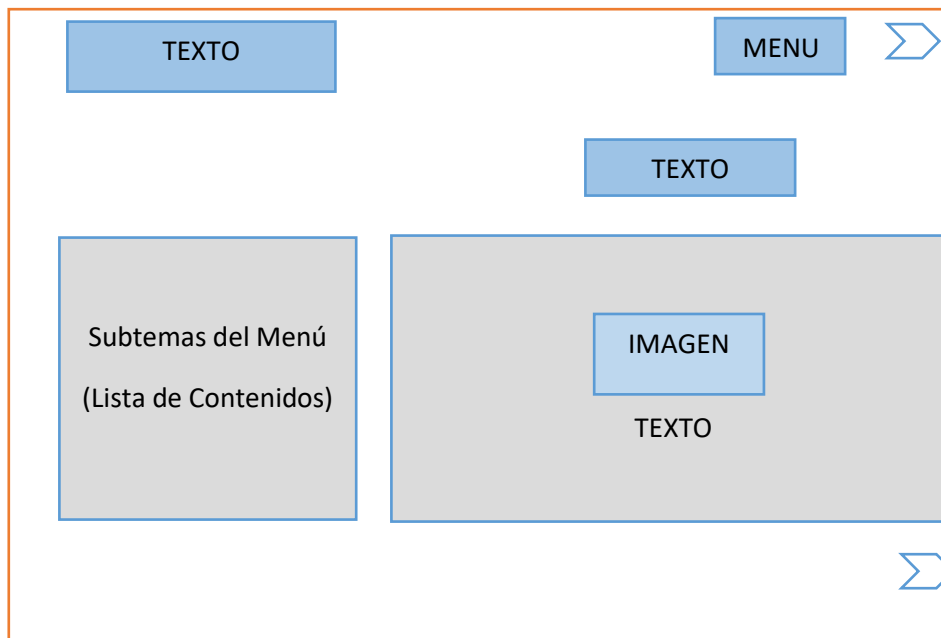 TEXTO
MENU
TEXTO
Subtemas del Menú
(Lista de Contenidos)
IMAGEN
TEXTO